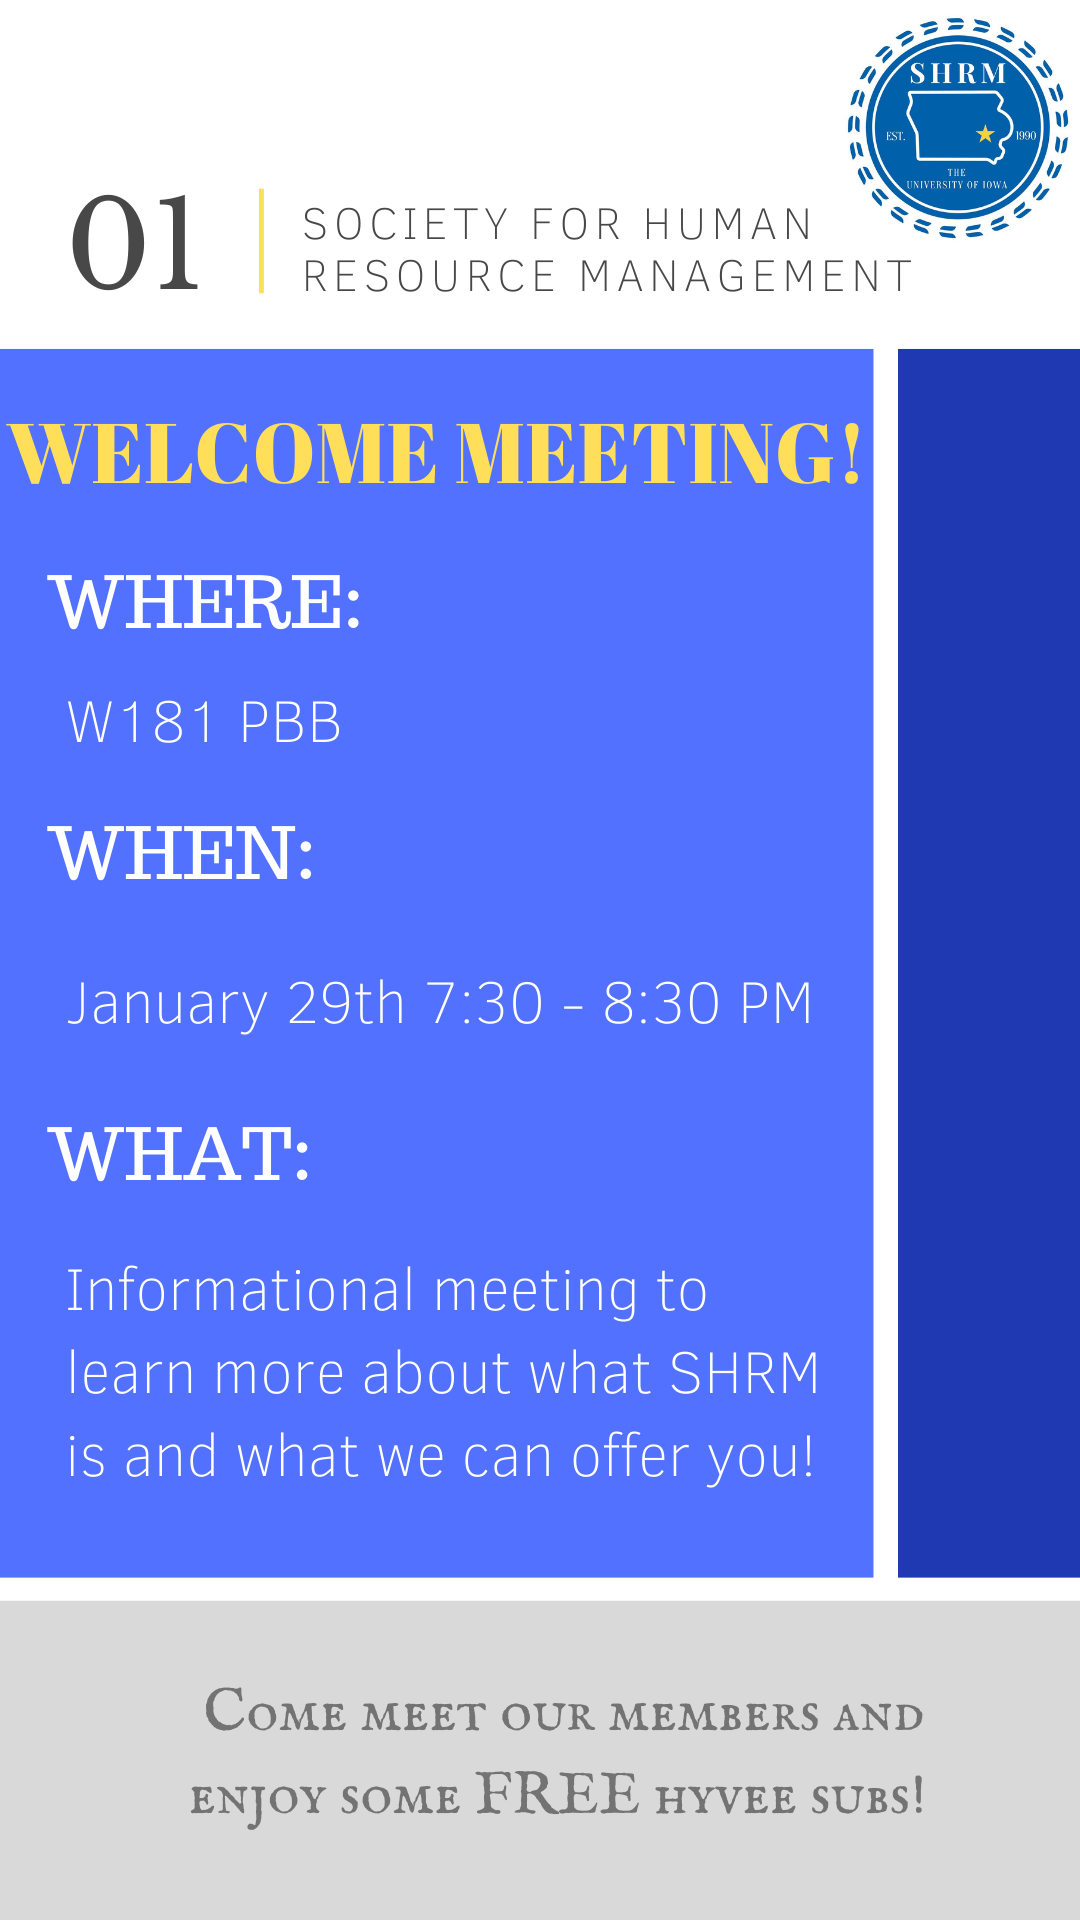 SHRM
EST. 1990
THE
UNIVERSITY OF IOWA
01
SOCIETY FOR HUMAN
RESOURCE MANAGEMENT
WELCOME MEETING!
WHERE:
W181 PBB
WHEN:
January 29th 7:30 - 8:30 PM
WHAT:
Informational meeting to
learn more about what SHRM
is and what we can offer you!
Come meet our members and
enjoy some FREE hyvee subs!